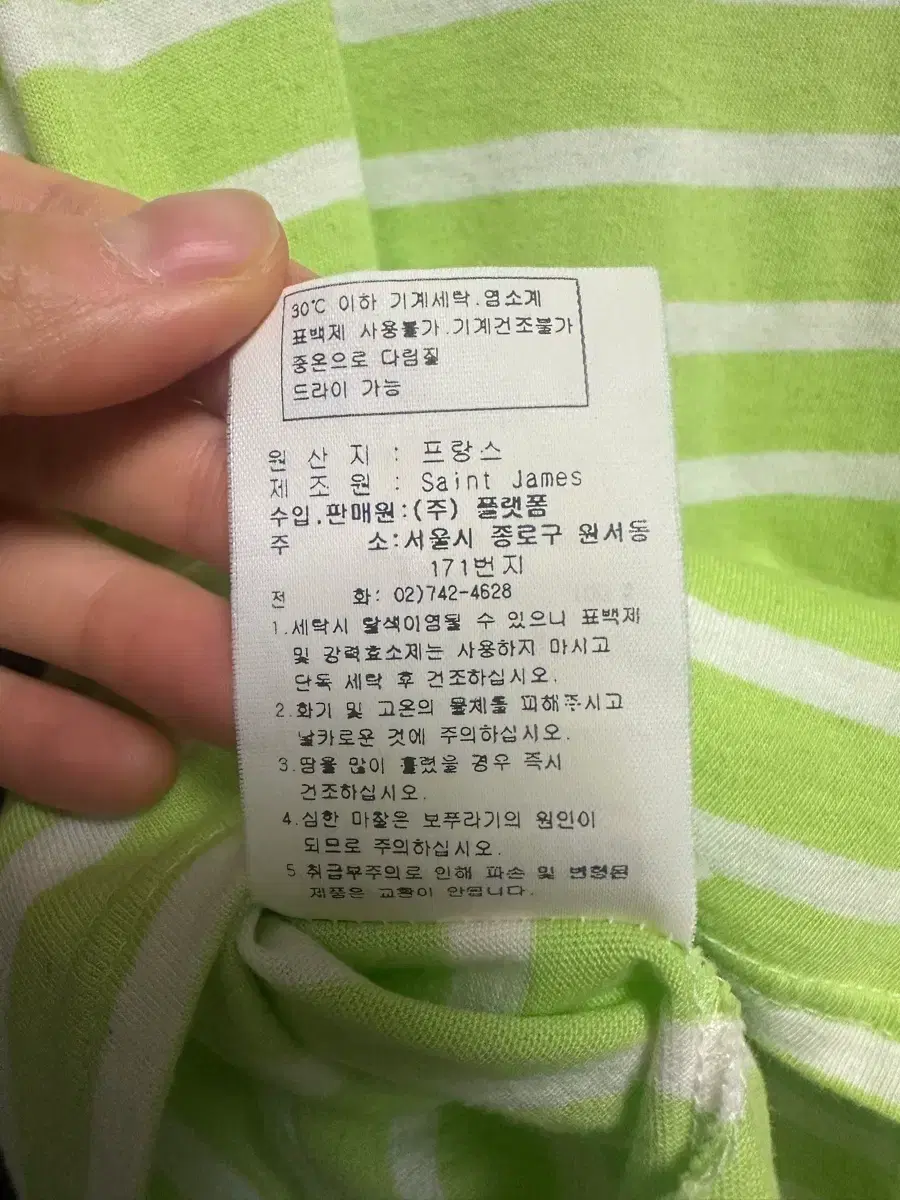 30℃ 이하 기계세탁.염소계
표백제 사용불가.기계건조불가
중온으로 다림질
드라이 가능
원 산 지 : 프랑스
제 조 원 : Saint James
수입.판매원:(주) 플랫폼
주 소:서울시 종로구 원서동
171번지
전 화: 02)742-4628
1.세탁시 탈색이염될 수 있으니 표백제
및 강력효소제는 사용하지 마시고
단독 세탁 후 건조하십시오.
2.화기 및 고온의 물체를 피해주시고
날카로운 것에 주의하십시오.
3.땀을 많이 흘렸을 경우 즉시
건조하십시오.
4.심한 마찰은 보푸라기의 원인이
되므로 주의하십시오.
5 취급부주의로 인해 파손 및 변형된
제품은 교환이 안됩니다.